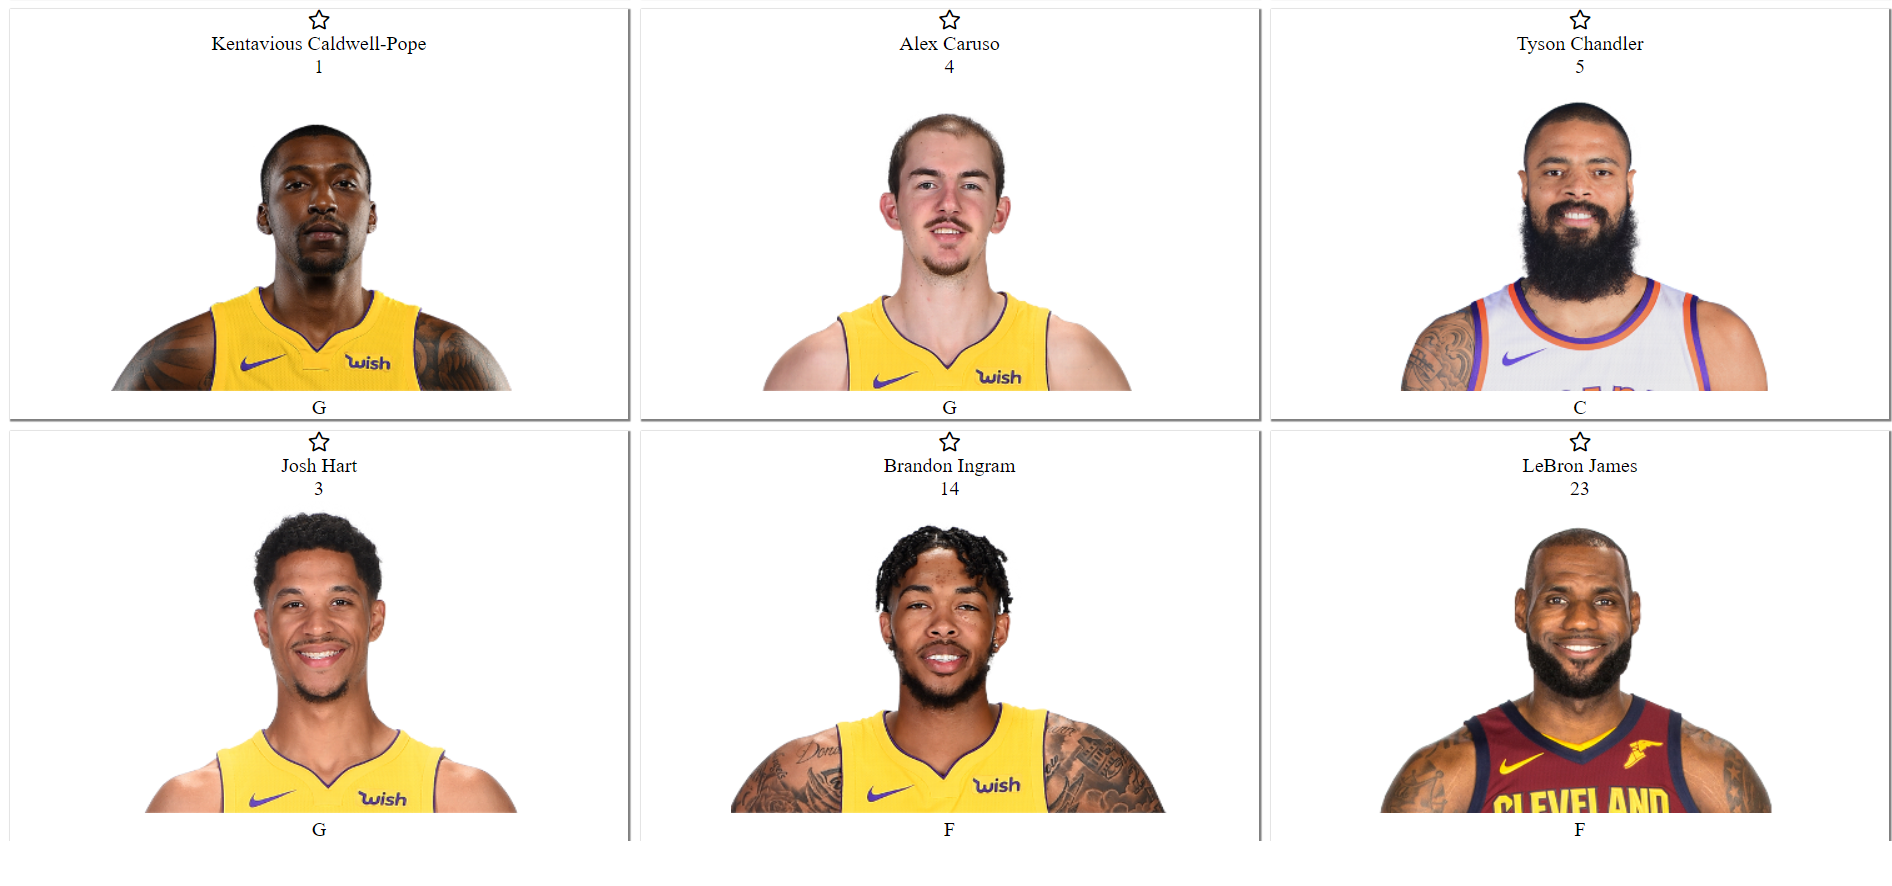 Kentavious Caldwell-Pope
1
wish
G
Alex Caruso
4
wish
G
Tyson Chandler
5
C
Josh Hart
3
wish
G
Brandon Ingram
14
wish
F
LeBron James
23
CLEVELAND
F